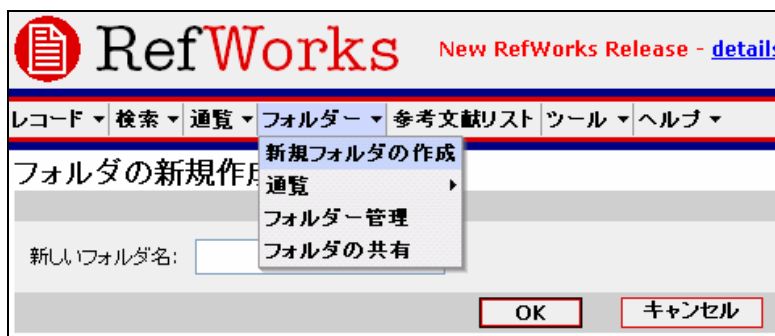 RefWorks New RefWorks Release - details
レコード 検索 通覧 フォルダー 参考文献リスト ツール ヘルプ
新規フォルダの作成
フォルダの新規作
通覧
フォルダー管理
新しいフォルダ名:
フォルダの共有
OK キャンセル